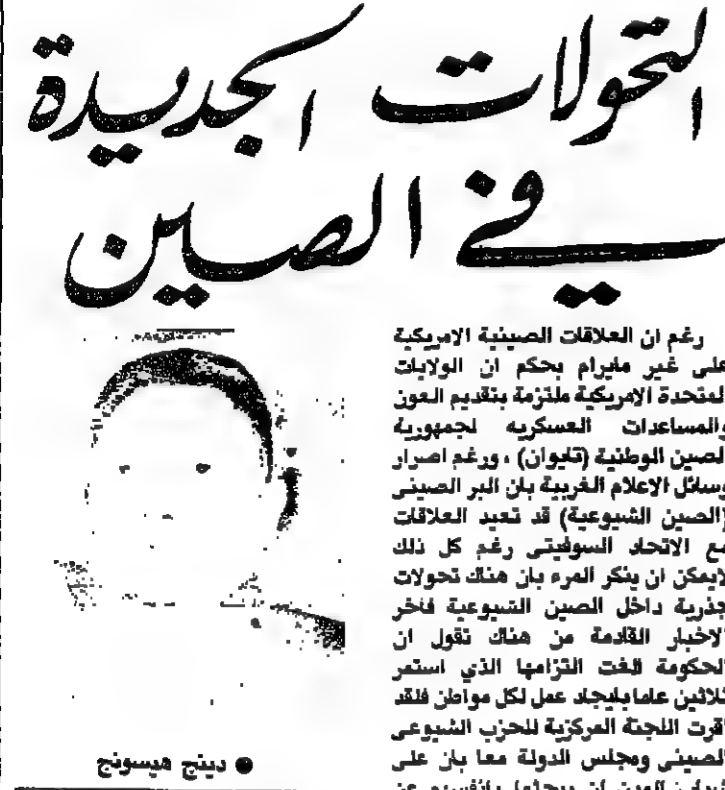 التحولات الجديدة
في الصين
رغم ان العلاقات الصينية الامريكية
على غير مايرام بحكم ان الولايات
المتحدة الامريكية ملتزمة بتقديم العون
والمساعدات العسكريه لجمهورية
الصين الوطنية (تايوان) ، ورغم اصرار
وسائل الاعلام الغربية بان البر الصينى
(الصين الشيوعية) قد تعيد العلاقات
مع الاتحاد السوفيتى رغم كل ذلك
لايمكن ان ينكر المرء بان هناك تحولات
جذرية داخل الصين الشيوعية فاخر
الاخبار القادمة من هناك تقول ان
الحكومة الغت التزامها الذي استمر
ثلاثين عاما بايجاد عمل لكل مواطن فلقد
اقرت اللجنة المركزية للحزب الشيوعى
الصينى ومجلس الدولة معا بان على
دينج هيسونج